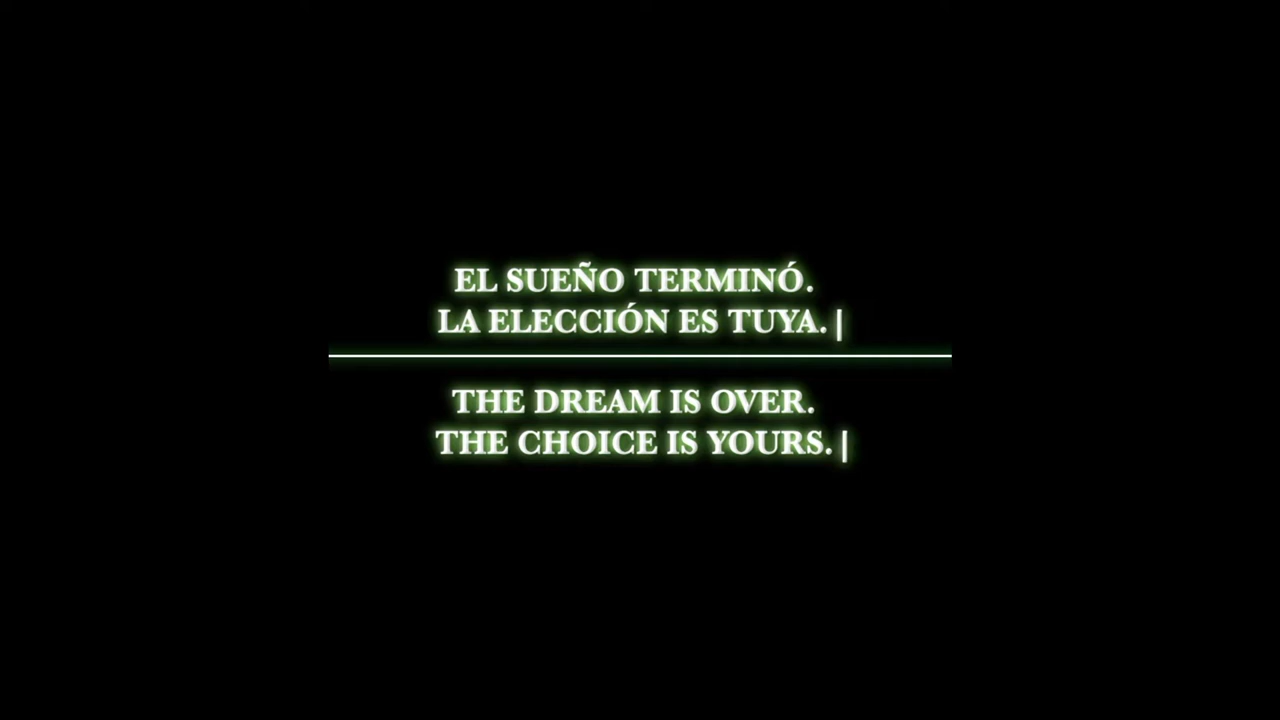 EL SUEÑO TERMINÓ.
LA ELECCIÓN ES TUYA.|
THE DREAM IS OVER.
THE CHOICE IS YOURS.|